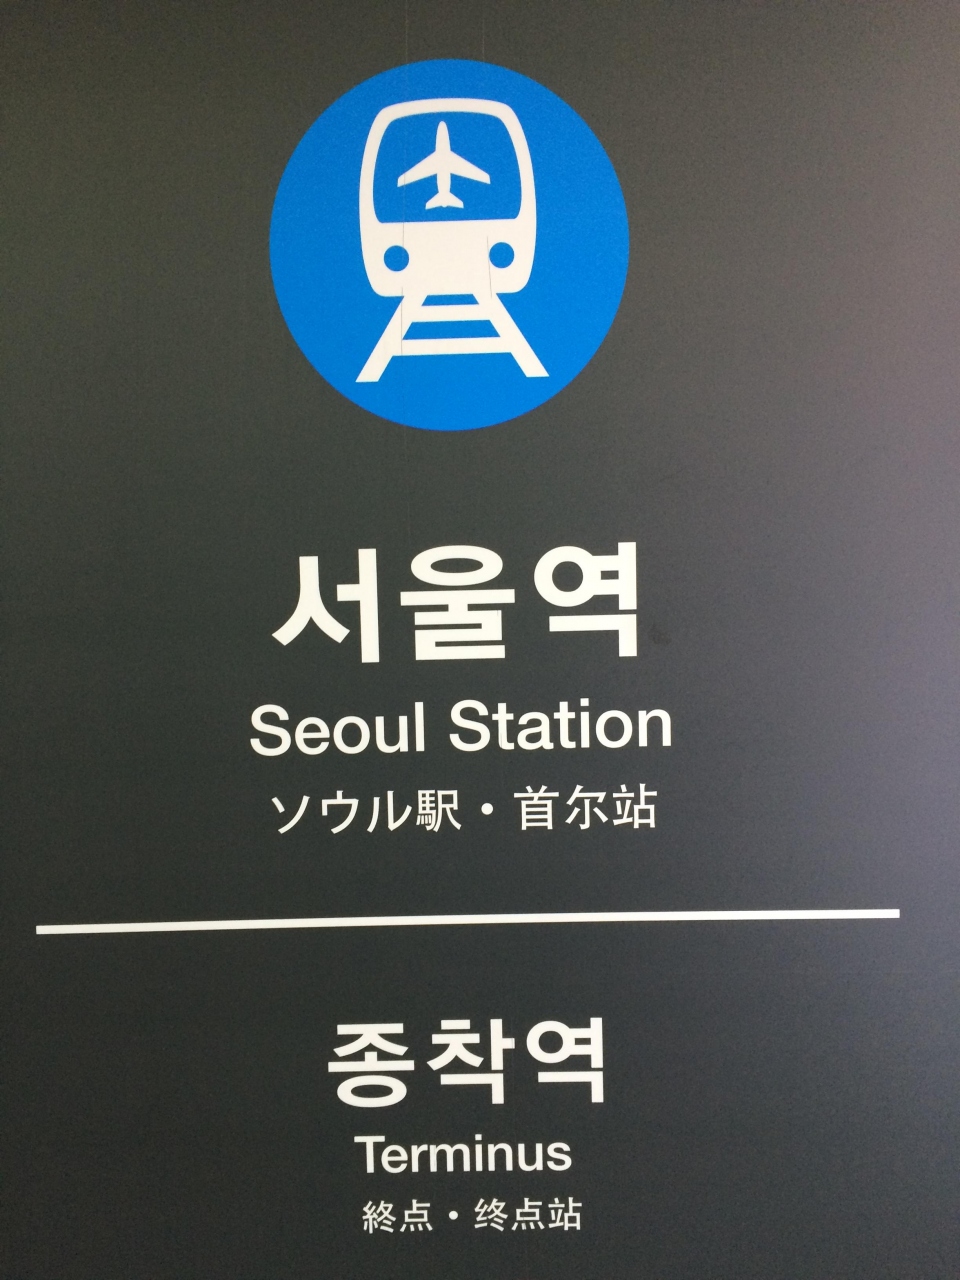 서울역
Seoul Station
ソウル駅・首尔站
종착역
Terminus
終点・终点站